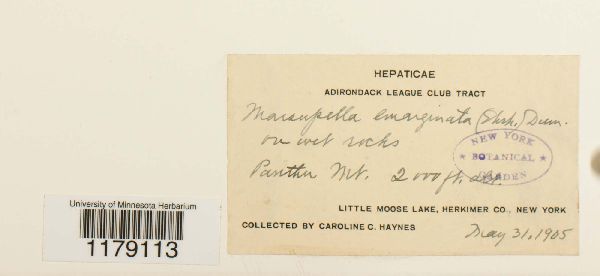 HEPATICAE
ADIRONDACK LEAGUE CLUB TRACT
Marsupella emarginata (Ehrh.) Dum.
on wet rocks
NEW YORK
★ BOTANICAL ★
GARDEN
Panther Mt. 2000 ft. alt.
LITTLE MOOSE LAKE, HERKIMER CO., NEW YORK
COLLECTED BY CAROLINE C. HAYNES
May 31, 1905
University of Minnesota Herbarium
1179113